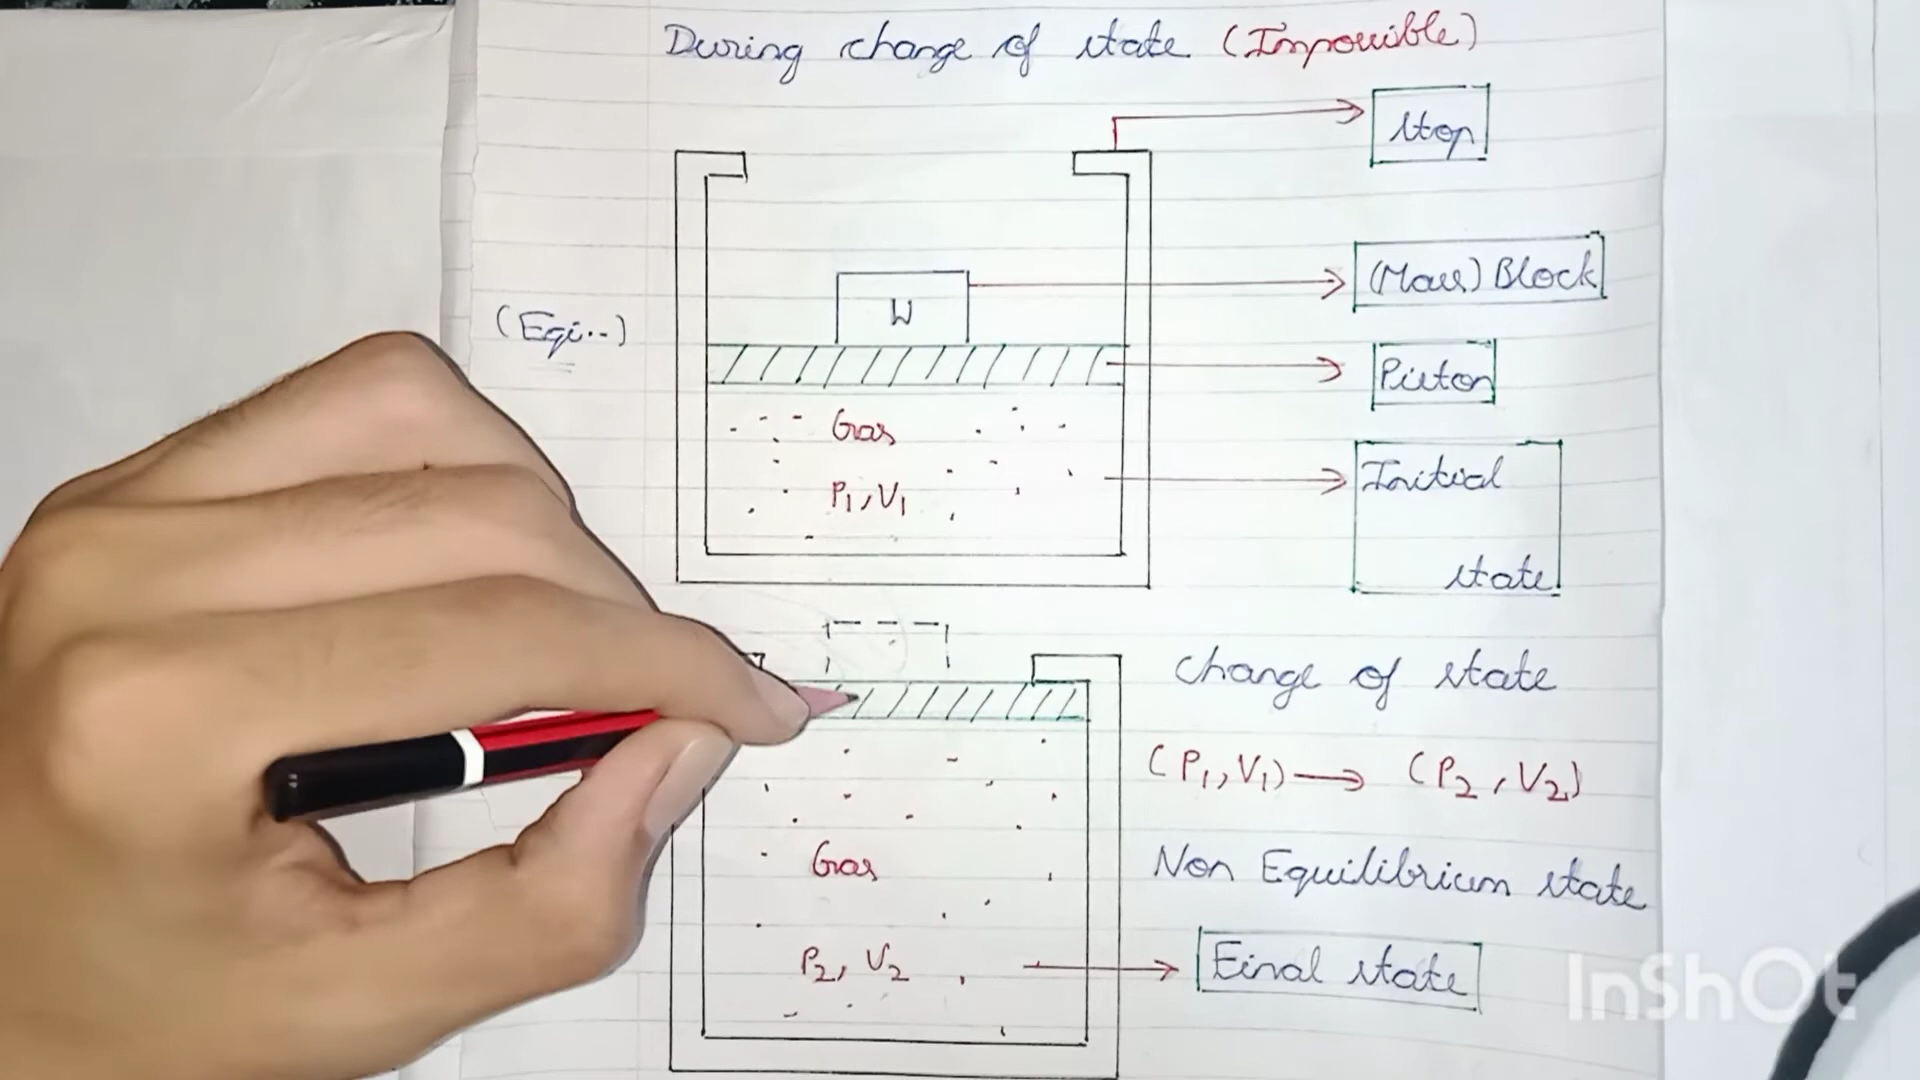 During change of state (Impossible)
Stop
(Mass) Block
W
(Eqi..)
Piston
Gas
P1, V1
Initial
state
Change of state
(P1, V1) → (P2, V2)
Gas
Non Equilibrium state
P2, V2
Final state
InShOt